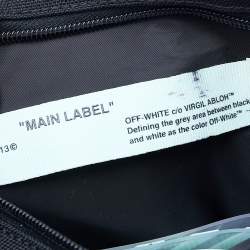 "MAIN LABEL"
13©
OFF-WHITE c/o VIRGIL ABLOH™
Defining the grey area between black
and white as the color Off-White™